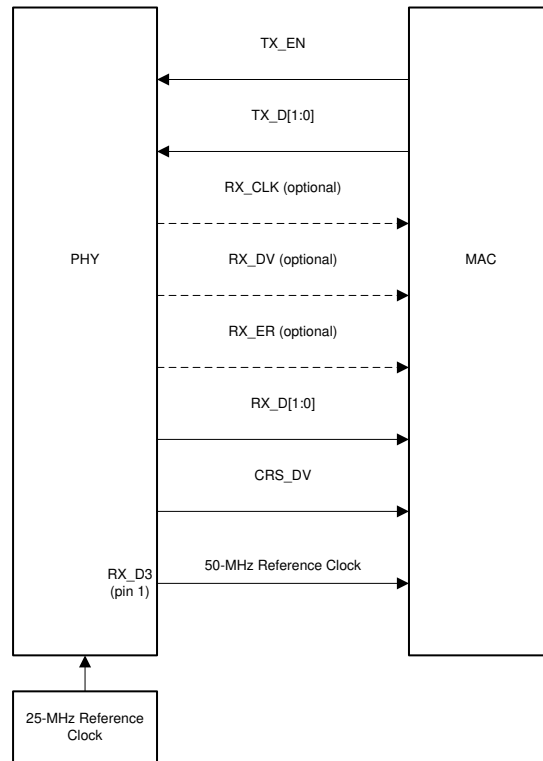 TX_EN
TX_D[1:0]
RX_CLK (optional)
PHY
RX_DV (optional)
MAC
RX_ER (optional)
RX_D[1:0]
CRS_DV
RX_D3
(pin 1)
50-MHz Reference Clock
25-MHz Reference
Clock